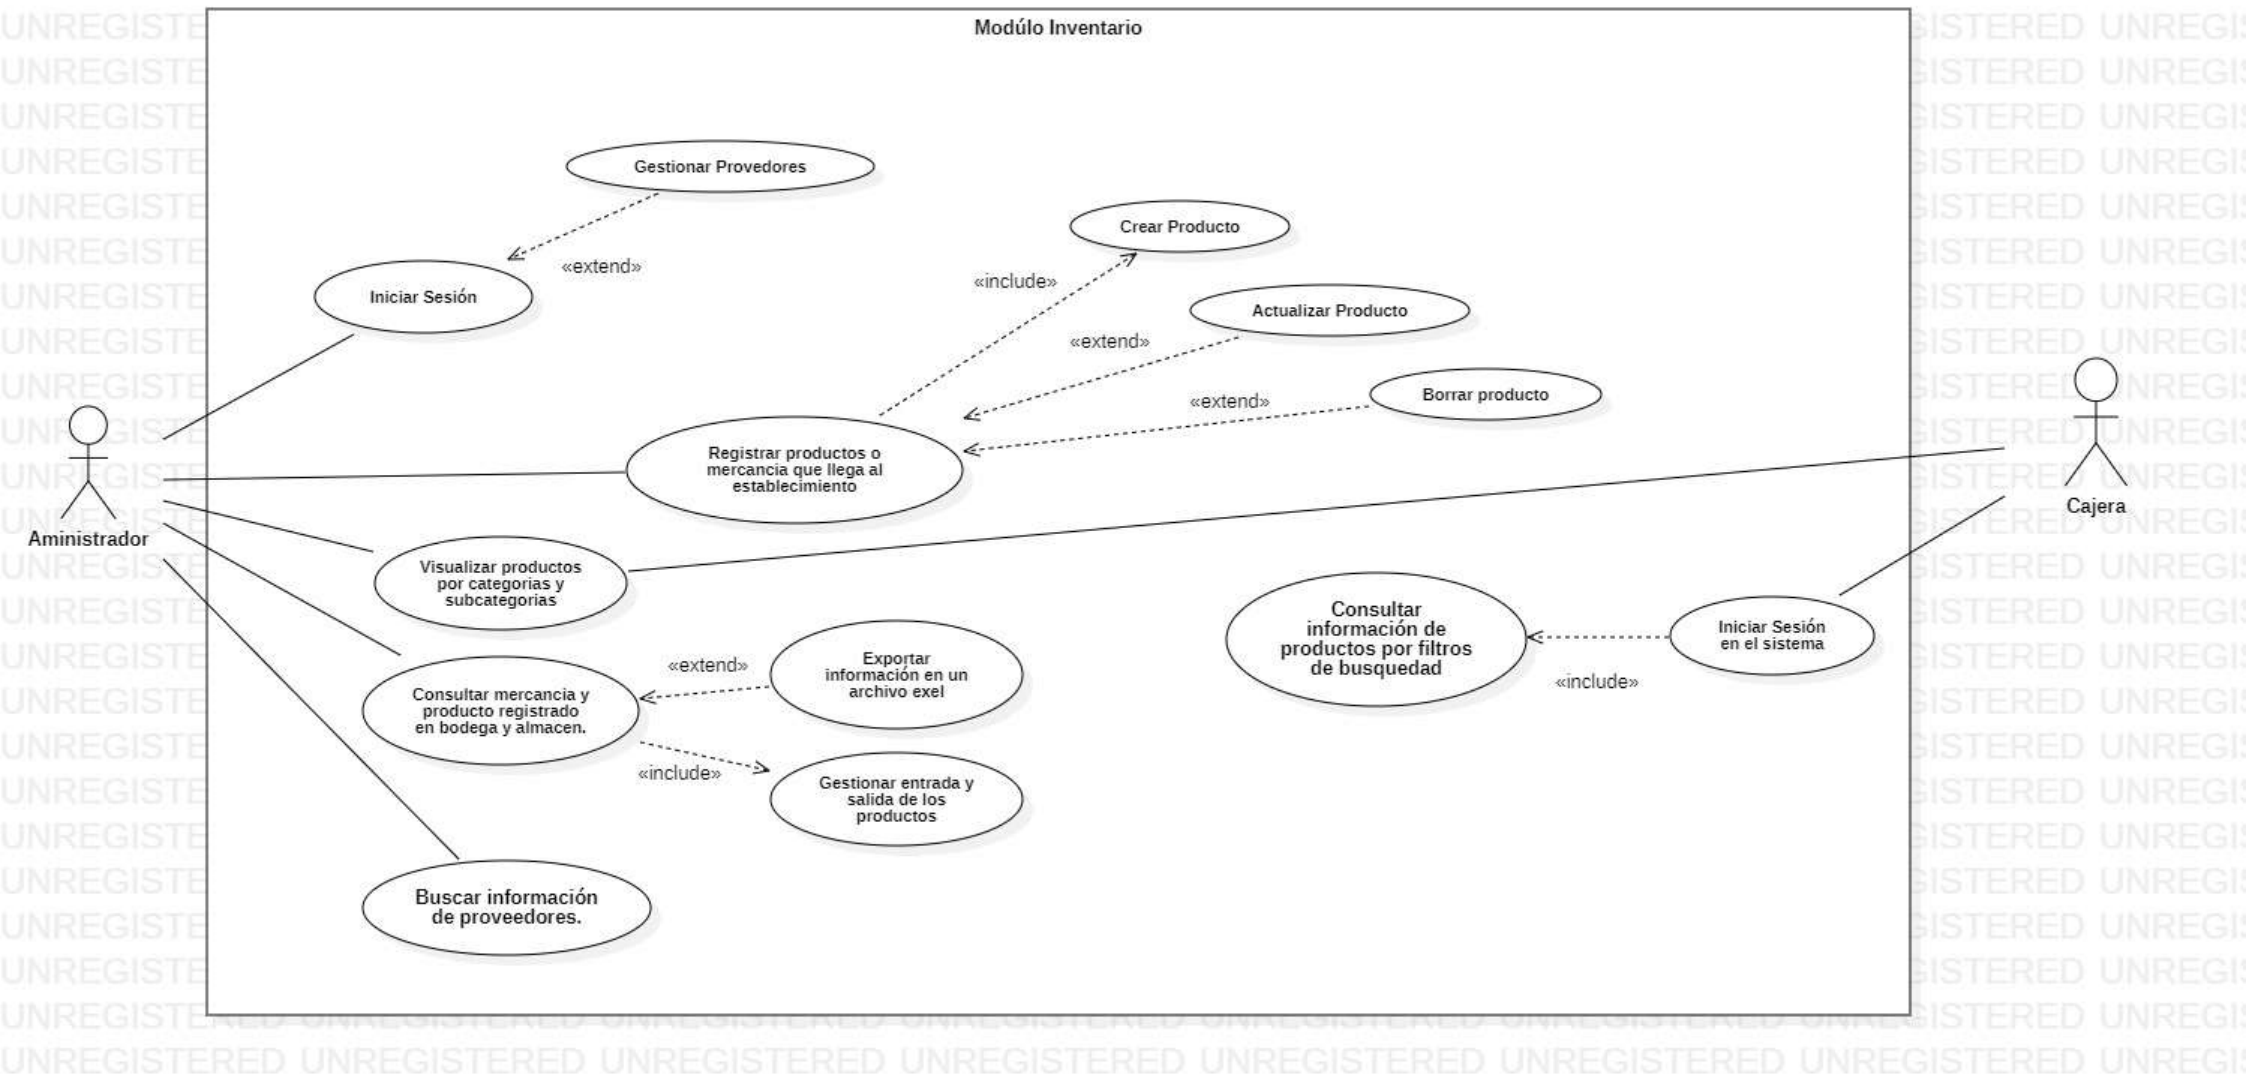 Modúlo Inventario
Gestionar Provedores
«extend»
Iniciar Sesión
Crear Producto
«include»
Actualizar Producto
«extend»
Borrar producto
«extend»
Registrar productos o
mercancia que llega al
establecimiento
Aministrador
Cajera
Visualizar productos
por categorias y
subcategorias
Consultar
información de
productos por filtros
de busquedad
Iniciar Sesión
en el sistema
«include»
Consultar mercancia y
producto registrado
en bodega y almacen.
«extend»
Exportar
información en un
archivo exel
«include»
Gestionar entrada y
salida de los
productos
Buscar información
de proveedores.
UNREGISTERED UNREGISTERED UNREGISTERED UNREGISTERED UNREGISTERED UNREGISTERED UNREGISTERED